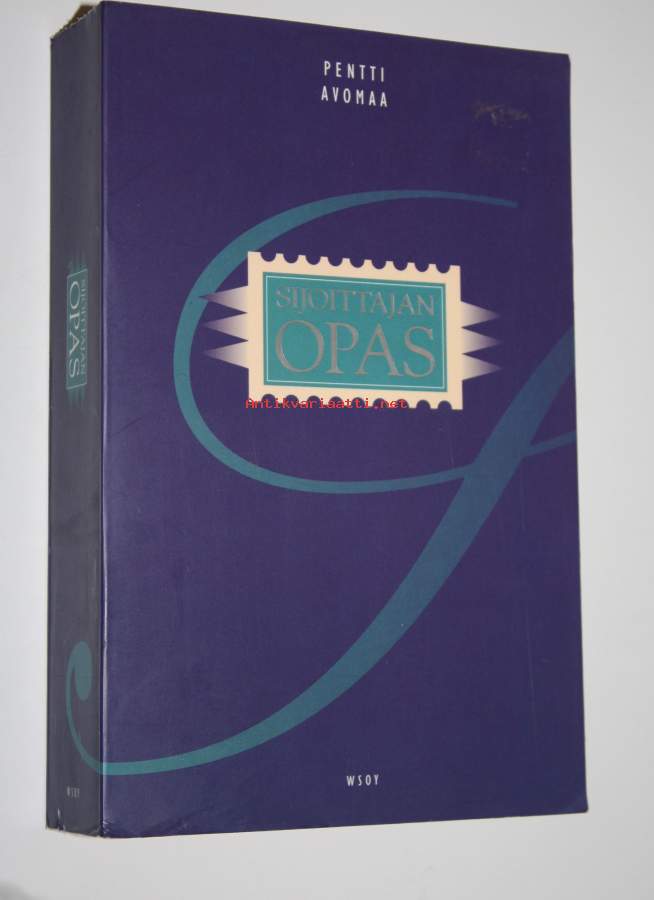 PENTTI
AVOMAA
SIJOITTAJAN
OPAS
Antikvariaatti.net
WSOY
SIJOITTAJAN
OPAS
WSOY